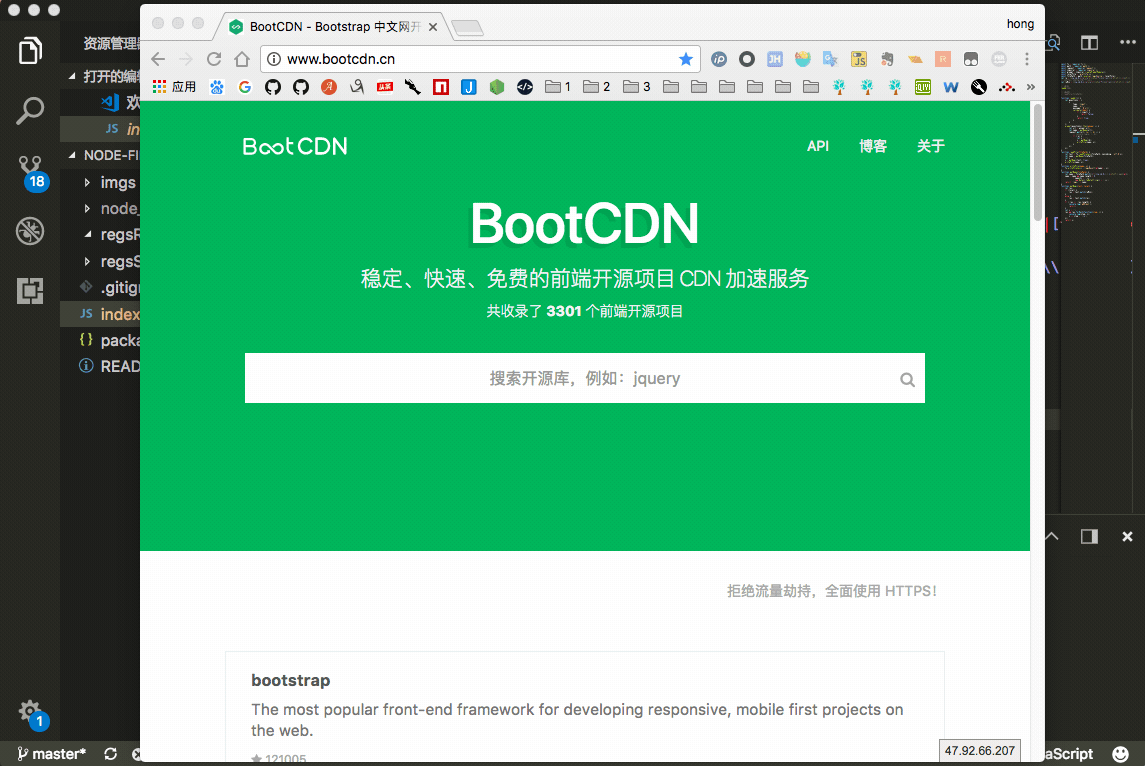 BootCDN - Bootstrap 中文网开
hong
www.bootcdn.cn
应用
1
2
3
BootCDN
API
博客
关于
BootCDN
稳定、快速、免费的前端开源项目 CDN 加速服务
共收录了 3301 个前端开源项目
搜索开源库，例如：jquery
拒绝流量劫持，全面使用 HTTPS！
bootstrap
The most popular front-end framework for developing responsive, mobile first projects on
the web.
121005
47.92.66.207
资源管理器
打开的编辑
欢
JS in
NODE-FI
18
imgs
node_
regsF
regsS
.gitig
JS index
{} packa
READ
1
master*
aScript